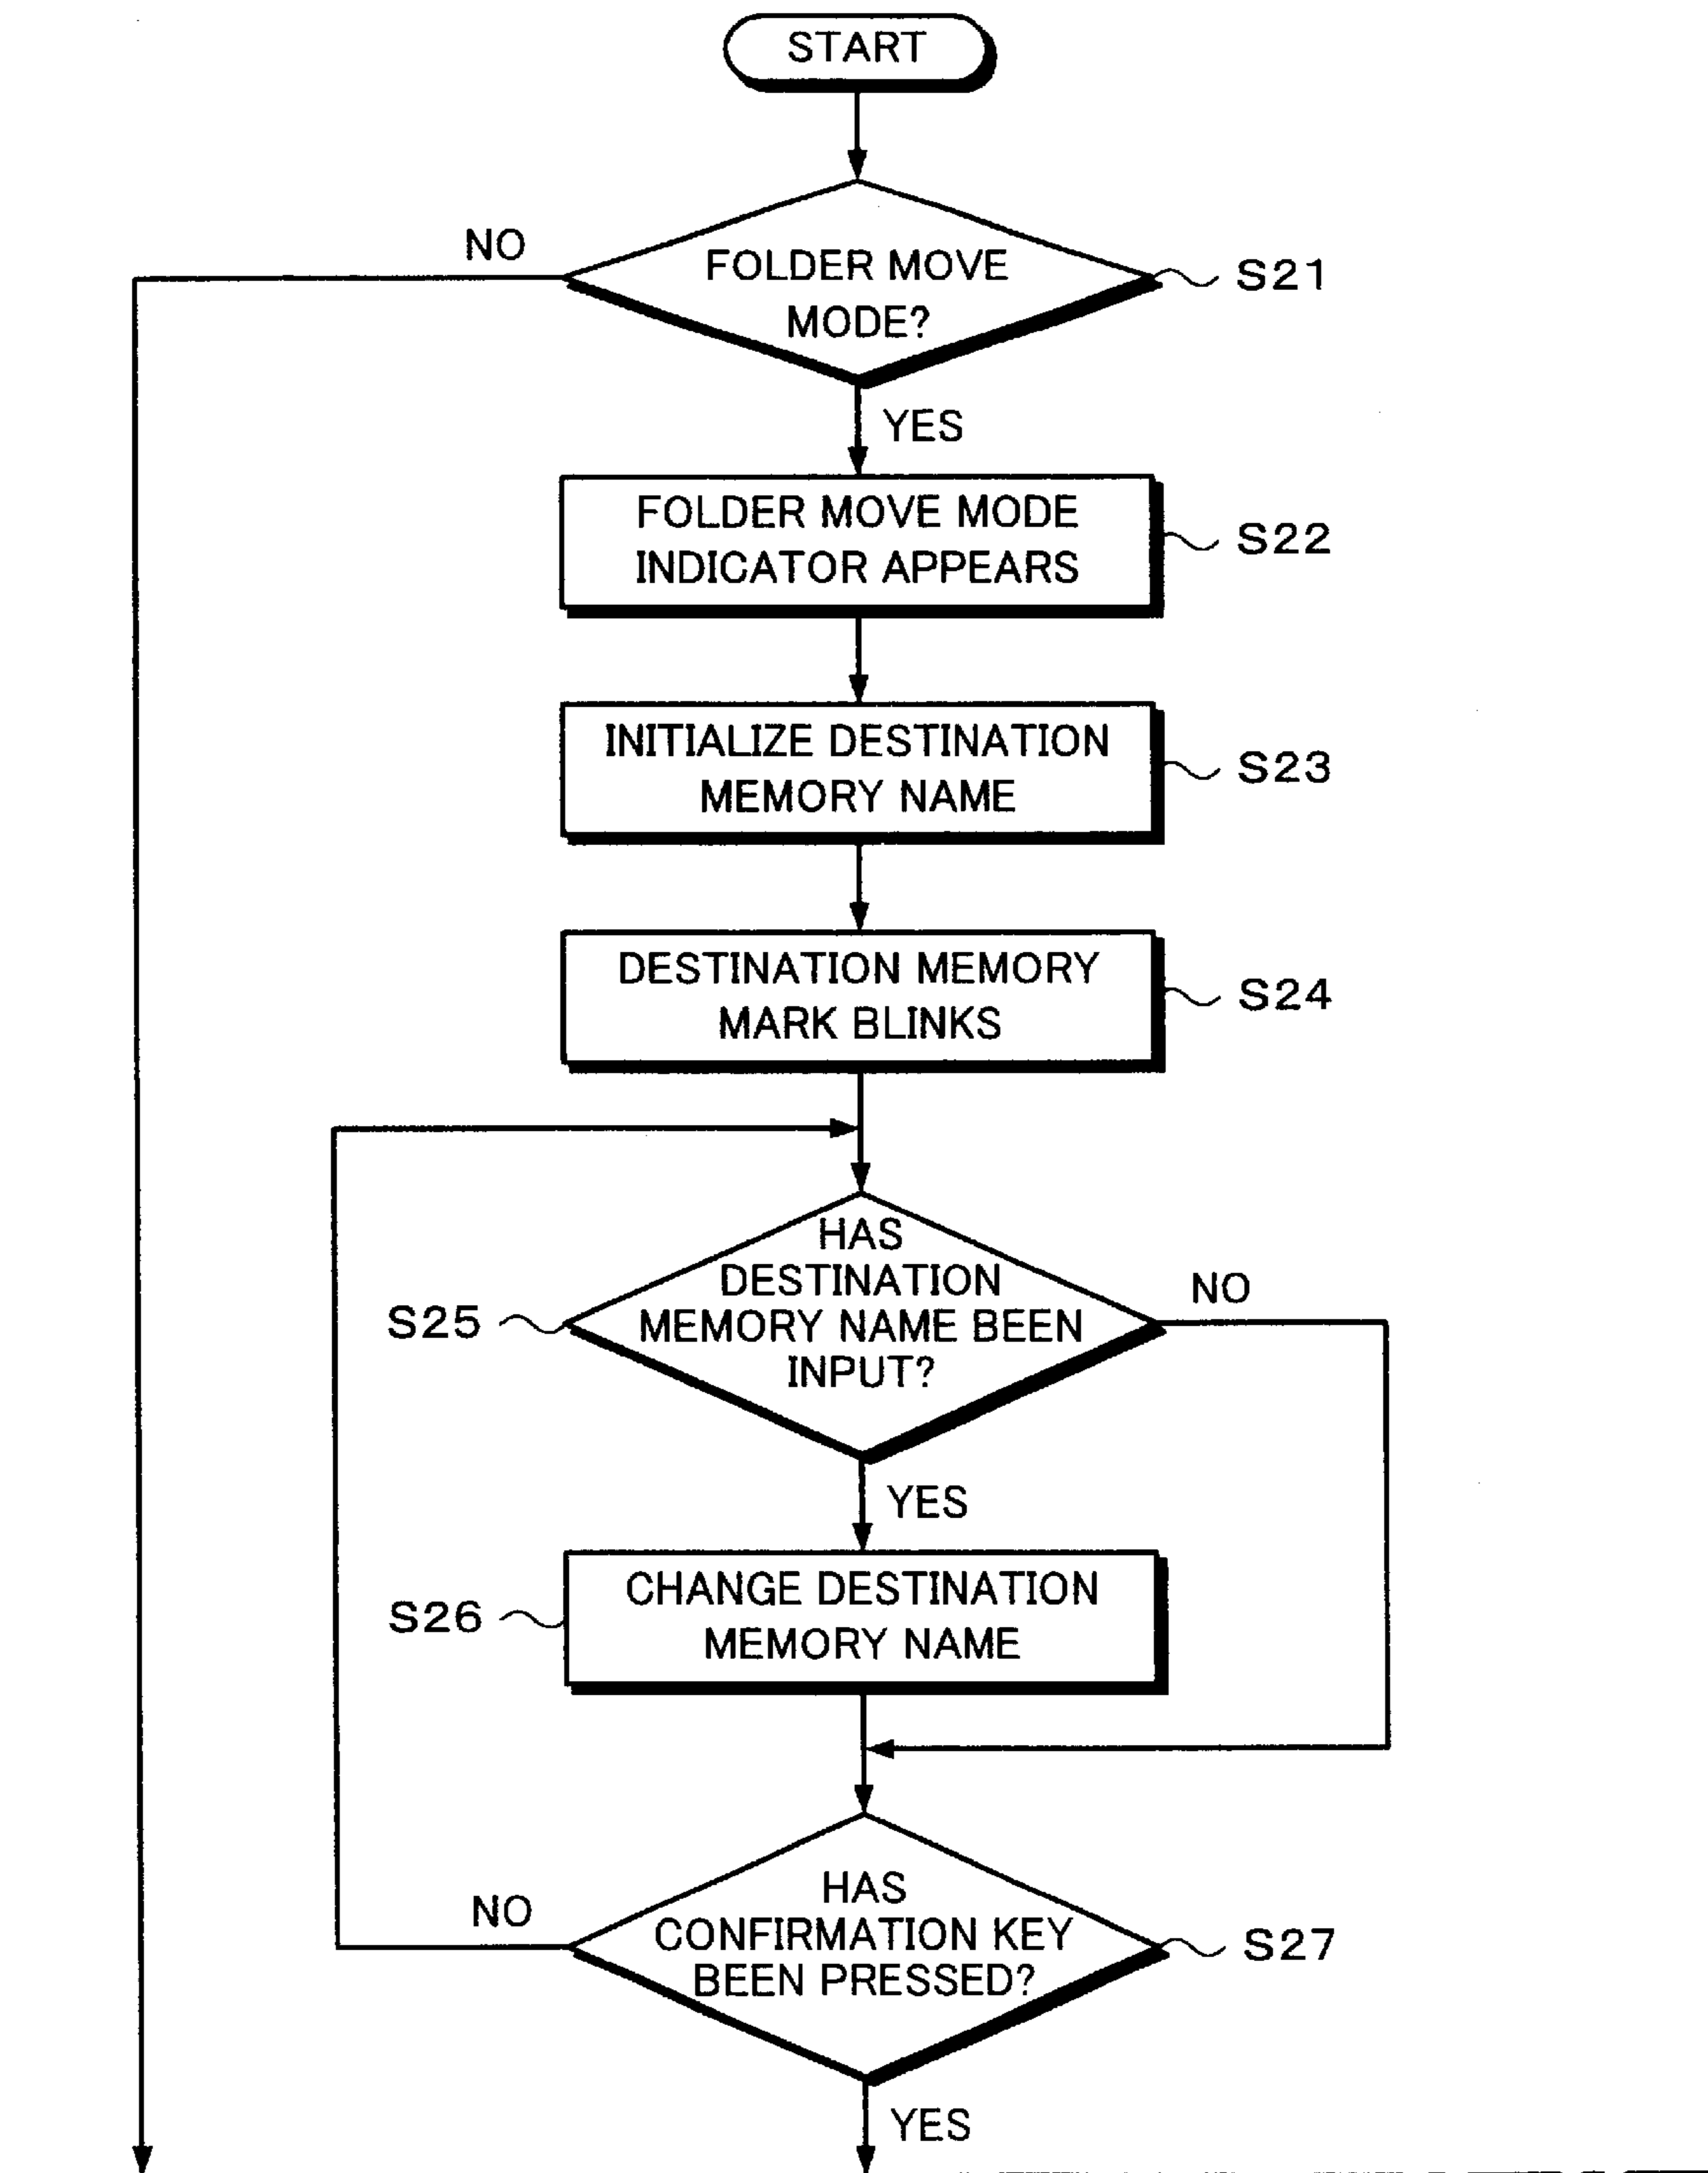 START
NO
FOLDER MOVE
MODE?
S21
YES
FOLDER MOVE MODE
INDICATOR APPEARS
S22
INITIALIZE DESTINATION
MEMORY NAME
S23
DESTINATION MEMORY
MARK BLINKS
S24
HAS
DESTINATION
MEMORY NAME BEEN
INPUT?
S25
NO
YES
CHANGE DESTINATION
MEMORY NAME
S26
HAS
CONFIRMATION KEY
BEEN PRESSED?
NO
S27
YES